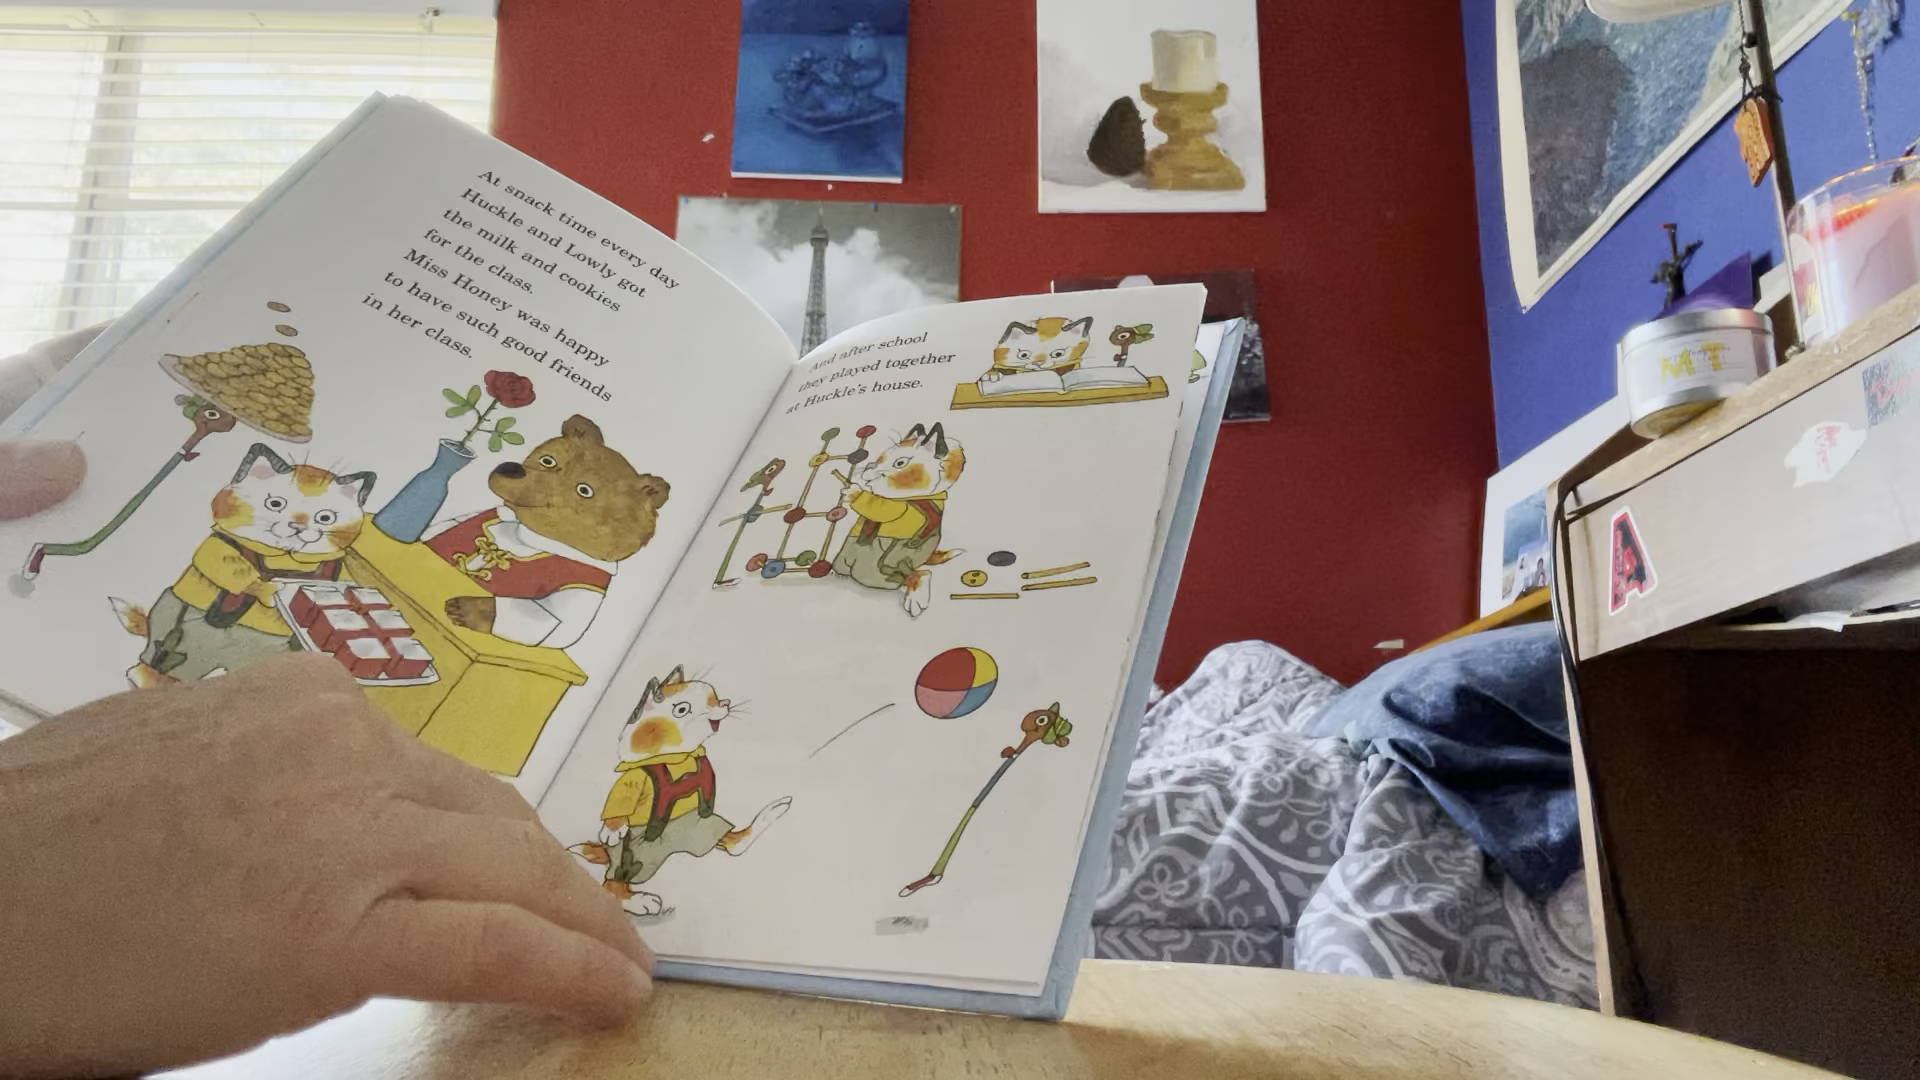 At snack time every day
Huckle and Lowly got
the milk and cookies
for the class.
Miss Honey was happy
to have such good friends
in her class.
And after school
they played together
at Huckle's house.
A